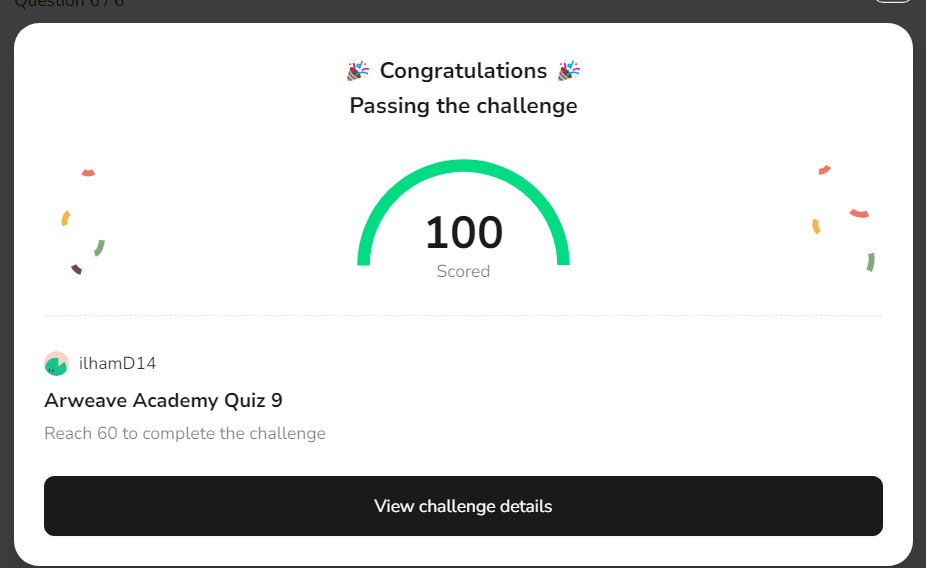 Question 6 / 6
🎉 Congratulations 🎉
Passing the challenge
100
Scored
ilhamD14
Arweave Academy Quiz 9
Reach 60 to complete the challenge
View challenge details